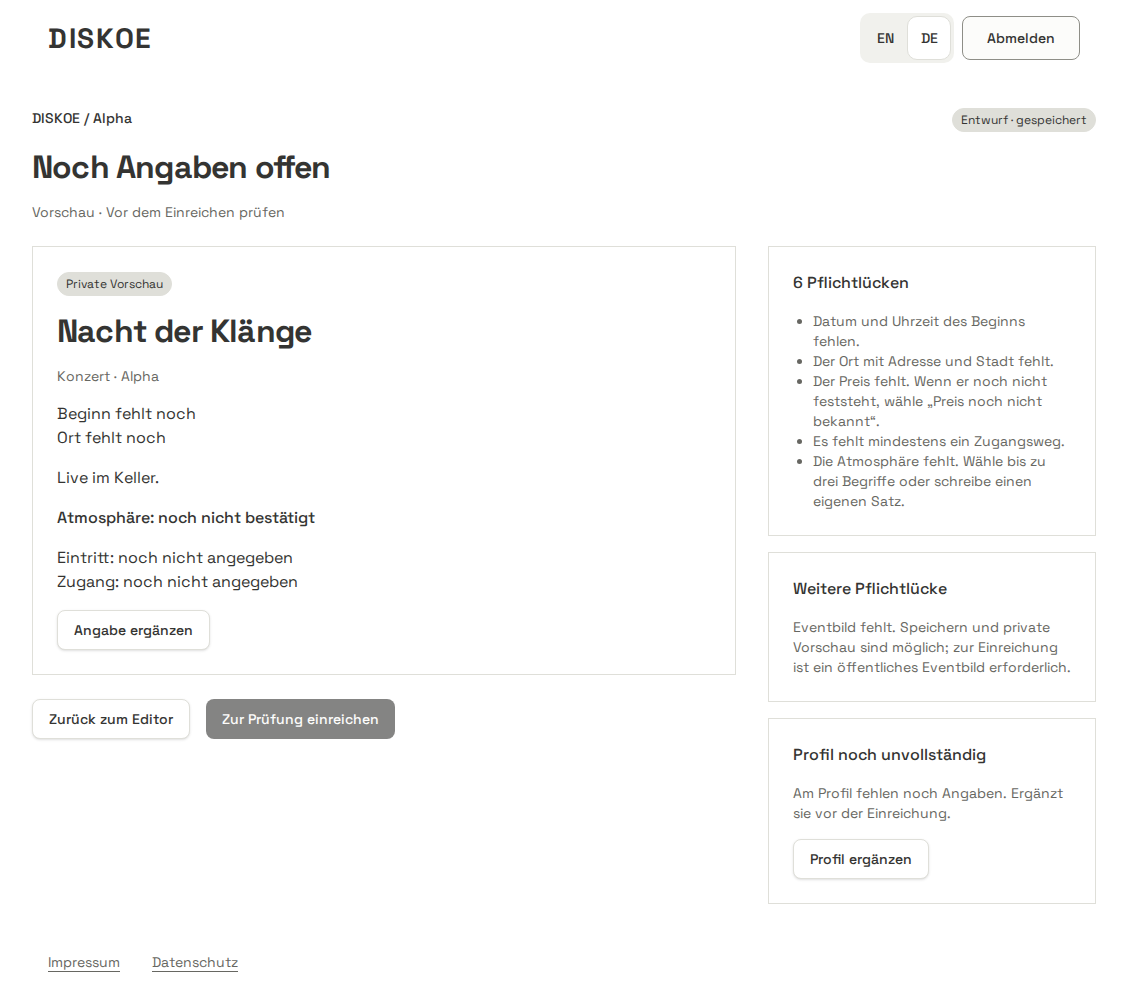 DISKOE
EN
DE
Abmelden
DISKOE / Alpha
Entwurf · gespeichert
Noch Angaben offen
Vorschau · Vor dem Einreichen prüfen
Private Vorschau
Nacht der Klänge
Konzert · Alpha
Beginn fehlt noch
Ort fehlt noch
Live im Keller.
Atmosphäre: noch nicht bestätigt
Eintritt: noch nicht angegeben
Zugang: noch nicht angegeben
Angabe ergänzen
Zurück zum Editor
Zur Prüfung einreichen
6 Pflichtlücken
Datum und Uhrzeit des Beginns
fehlen.
Der Ort mit Adresse und Stadt fehlt.
Der Preis fehlt. Wenn er noch nicht
feststeht, wähle „Preis noch nicht
bekannt“.
Es fehlt mindestens ein Zugangsweg.
Die Atmosphäre fehlt. Wähle bis zu
drei Begriffe oder schreibe einen
eigenen Satz.
Weitere Pflichtlücke
Eventbild fehlt. Speichern und private
Vorschau sind möglich; zur Einreichung
ist ein öffentliches Eventbild erforderlich.
Profil noch unvollständig
Am Profil fehlen noch Angaben. Ergänzt
sie vor der Einreichung.
Profil ergänzen
Impressum
Datenschutz